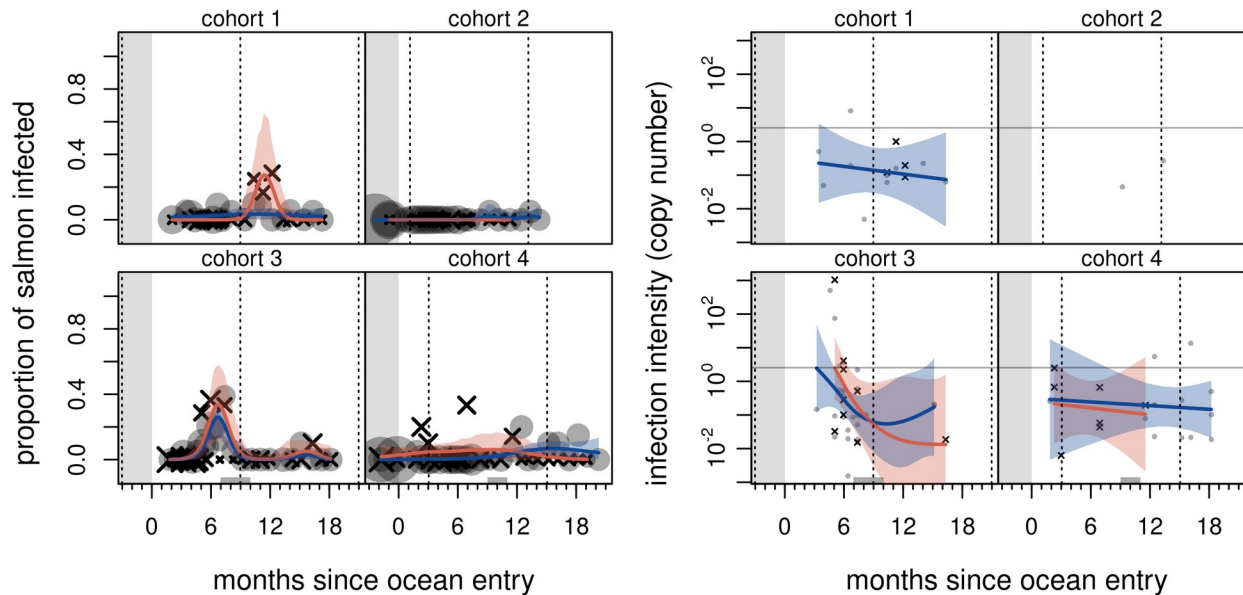 cohort 1
cohort 2
cohort 3
cohort 4
proportion of salmon infected
0.0
0.4
0.8
0.0
0.4
0.8
0
6
12
18
0
6
12
18
months since ocean entry
cohort 1
cohort 2
cohort 3
cohort 4
infection intensity (copy number)
10^2
10^0
10^-2
10^2
10^0
10^-2
0
6
12
18
0
6
12
18
months since ocean entry